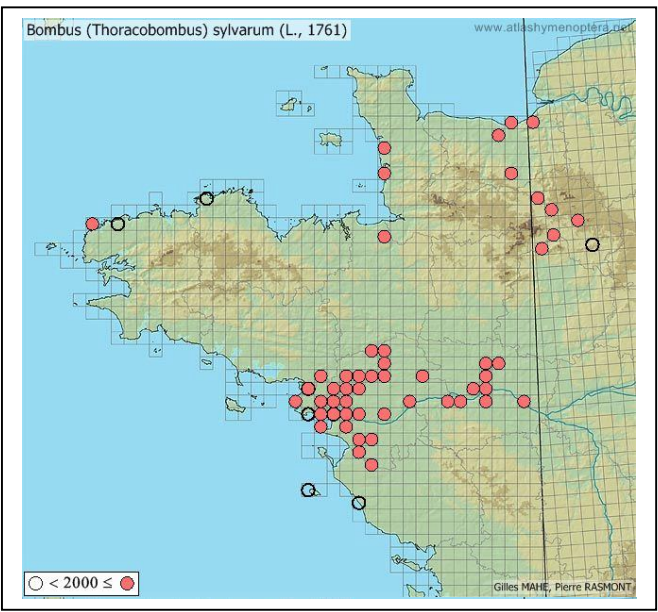 Bombus (Thoracobombus) sylvarum (L., 1761)
www.atlashymenoptera.net
< 2000 ≤
Gilles MAHE, Pierre RASMONT